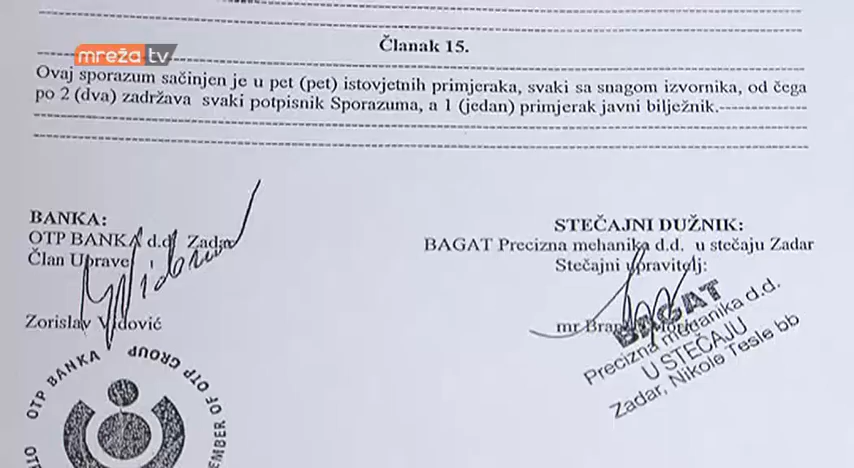 mreža tv
Članak 15.
Ovaj sporazum sačinjen je u pet (pet) istovjetnih primjeraka, svaki sa snagom izvornika, od čega
po 2 (dva) zadržava svaki potpisnik Sporazuma, a 1 (jedan) primjerak javni bilježnik.---------------
BANKA:
OTP BANKA d.d. Zadar
Član Uprave
Zorislav Vidović
OTP BANKA
MEMBER OF OTP GROUP
OTP
STEČAJNI DUŽNIK:
BAGAT Precizna mehanika d.d. u stečaju Zadar
Stečajni upravitelj:
mr
BAGAT
Precizna mehanika d.d.
U STEČAJU
Zadar, Nikole Tesle bb